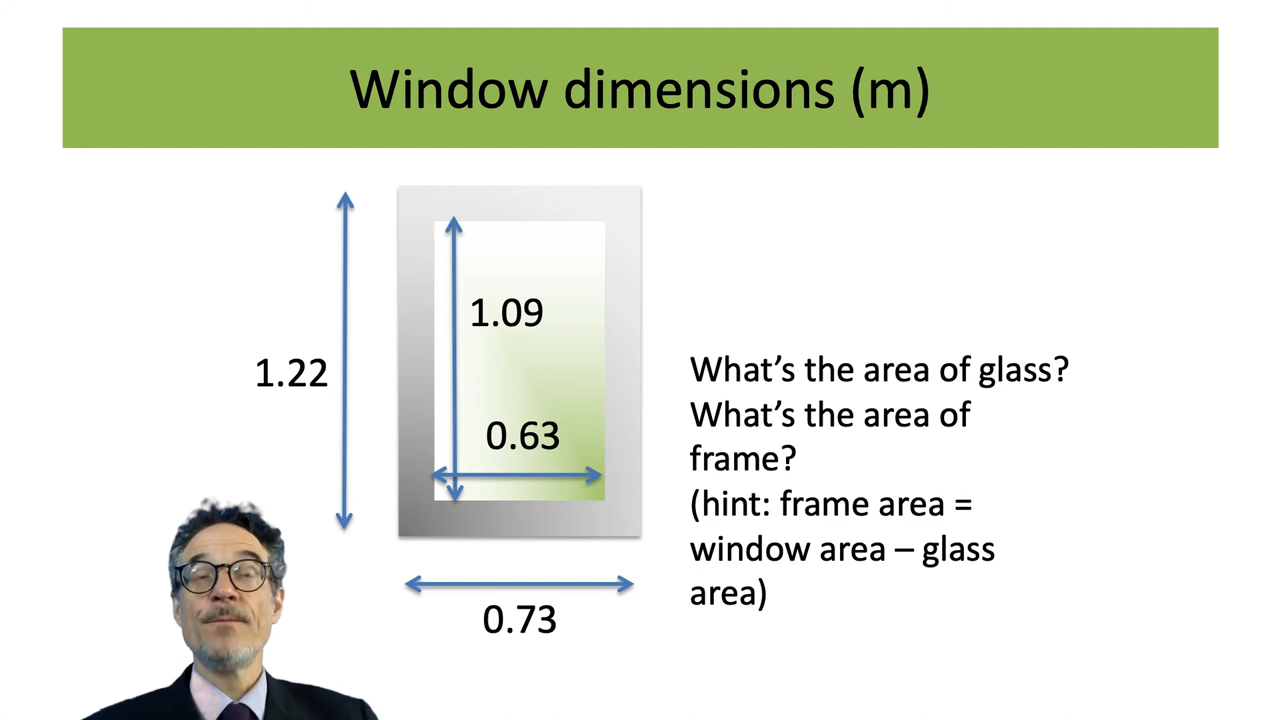 Window dimensions (m)
1.09
1.22
0.63
0.73
What’s the area of glass?
What’s the area of
frame?
(hint: frame area =
window area – glass
area)